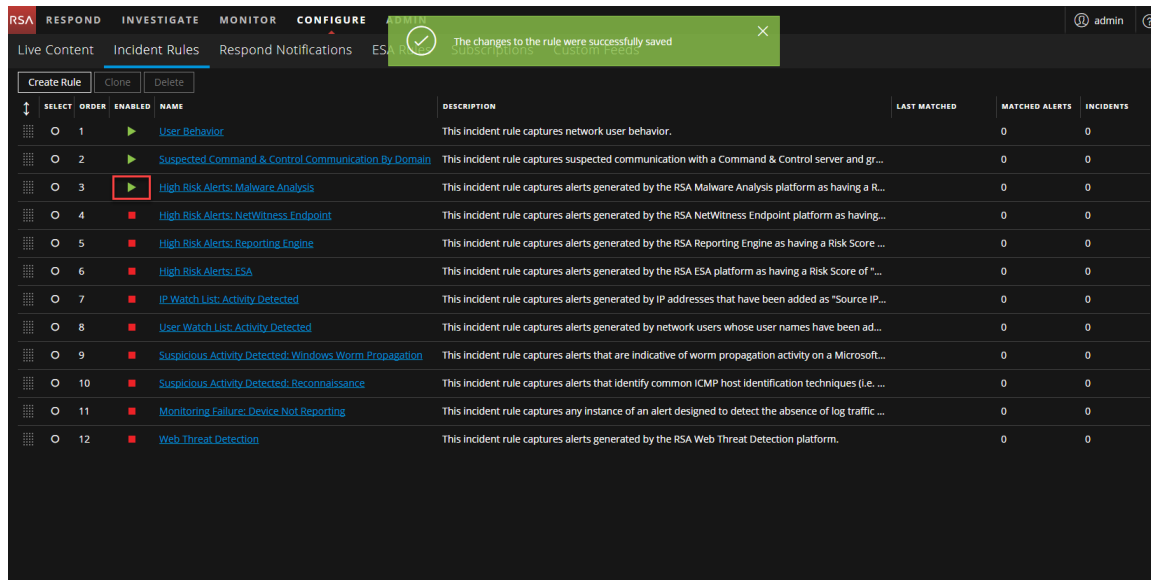 RSA RESPOND INVESTIGATE MONITOR CONFIGURE ADMIN admin
The changes to the rule were successfully saved
Live Content Incident Rules Respond Notifications ESA Rules Subscriptions Custom Feeds
Create Rule Clone Delete
SELECT ORDER ENABLED NAME DESCRIPTION LAST MATCHED MATCHED ALERTS INCIDENTS
1 User Behavior This incident rule captures network user behavior. 0 0
2 Suspected Command & Control Communication By Domain This incident rule captures suspected communication with a Command & Control server and gr... 0 0
3 High Risk Alerts: Malware Analysis This incident rule captures alerts generated by the RSA Malware Analysis platform as having a R... 0 0
4 High Risk Alerts: NetWitness Endpoint This incident rule captures alerts generated by the RSA NetWitness Endpoint platform as having... 0 0
5 High Risk Alerts: Reporting Engine This incident rule captures alerts generated by the RSA Reporting Engine as having a Risk Score ... 0 0
6 High Risk Alerts: ESA This incident rule captures alerts generated by the RSA ESA platform as having a Risk Score of "... 0 0
7 IP Watch List: Activity Detected This incident rule captures alerts generated by IP addresses that have been added as "Source IP... 0 0
8 User Watch List: Activity Detected This incident rule captures alerts generated by network users whose user names have been ad... 0 0
9 Suspicious Activity Detected: Windows Worm Propagation This incident rule captures alerts that are indicative of worm propagation activity on a Microsoft... 0 0
10 Suspicious Activity Detected: Reconnaissance This incident rule captures alerts that identify common ICMP host identification techniques (i.e. ... 0 0
11 Monitoring Failure: Device Not Reporting This incident rule captures any instance of an alert designed to detect the absence of log traffic ... 0 0
12 Web Threat Detection This incident rule captures alerts generated by the RSA Web Threat Detection platform. 0 0